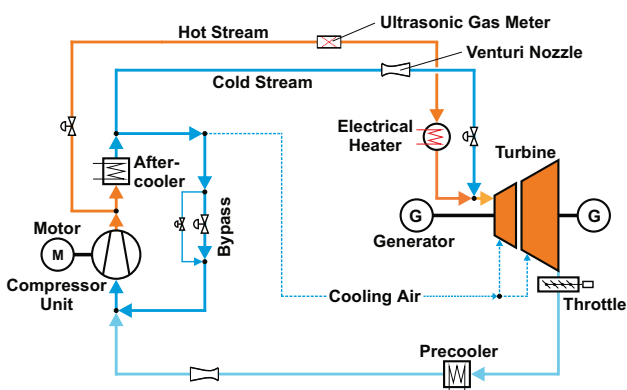 Hot Stream
Ultrasonic Gas Meter
Venturi Nozzle
Cold Stream
Electrical
Heater
Turbine
After-
cooler
Motor
M
Compressor
Unit
Bypass
G
Generator
G
Cooling Air
Throttle
Precooler